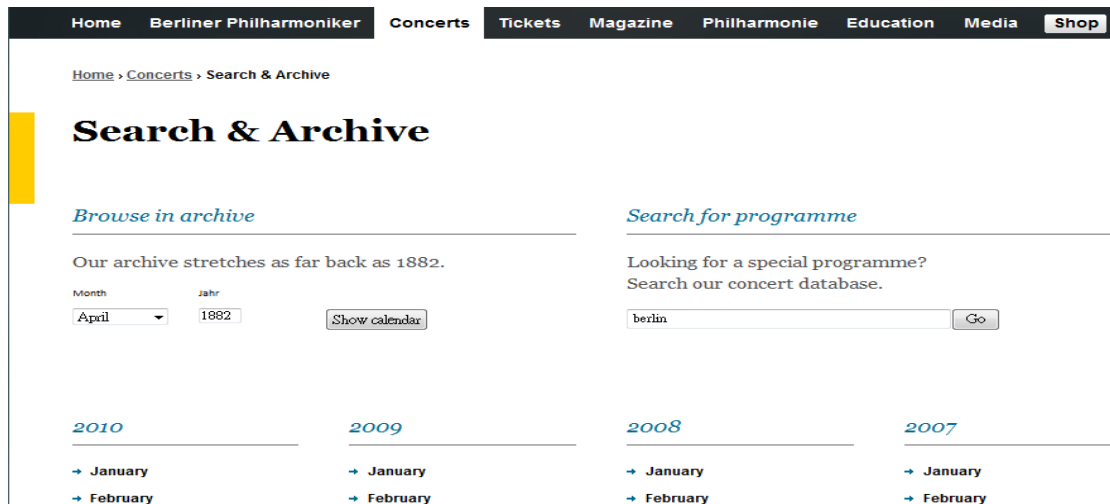 Home Berliner Philharmoniker Concerts Tickets Magazine Philharmonie Education Media Shop
Home › Concerts › Search & Archive
Search & Archive
Browse in archive
Our archive stretches as far back as 1882.
Month Jahr
April 1882 Show calendar
Search for programme
Looking for a special programme?
Search our concert database.
berlin Go
2010 2009 2008 2007
→ January → January → January → January
→ February → February → February → February